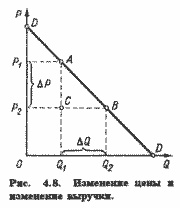 P
D
P₁
A
ΔP
P₂
C
B
ΔQ
D
0
Q₁
Q₂
Q
Рис. 4.8. Изменение цены и
изменение выручки.